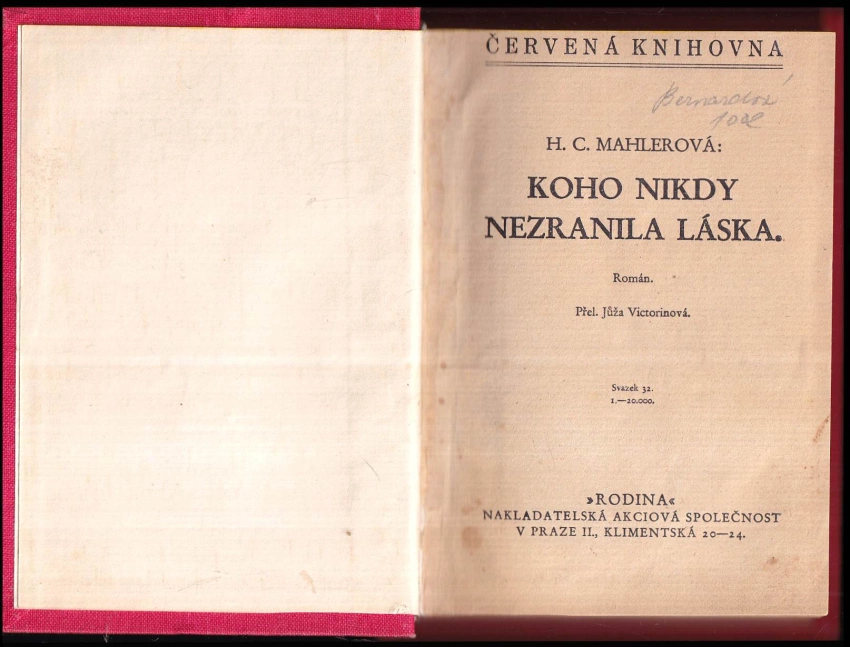 ČERVENÁ KNIHOVNA
H. C. MAHLEROVÁ:
KOHO NIKDY
NEZRANILA LÁSKA.
Román.
Přel. Jůža Victorinová.
Svazek 32.
1.—20.000.
»RODINA«
NAKLADATELSKÁ AKCIOVÁ SPOLEČNOST
V PRAZE II., KLIMENTSKÁ 20—24.